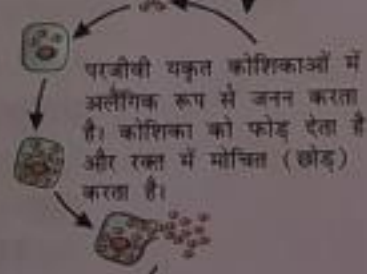 परजीवी यकृत कोशिकाओं में
अलैंगिक रूप से जनन करता
है। कोशिका को फोड़ देता है
और रक्त में मोचित (छोड़)
करता है।